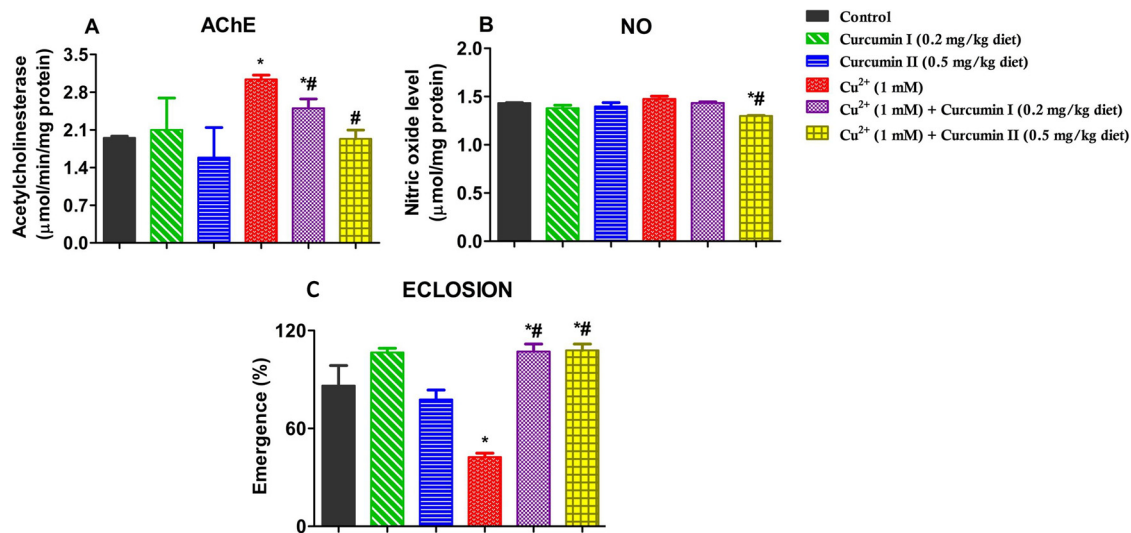 A AChE
Acetylcholinesterase
(μmol/min/mg protein)
3.5
2.8
2.1
1.4
0.7
0.0
*
*#
#
B NO
Nitric oxide level
(μmol/mg protein)
2.0
1.5
1.0
0.5
0.0
*#
Control
Curcumin I (0.2 mg/kg diet)
Curcumin II (0.5 mg/kg diet)
Cu²⁺ (1 mM)
Cu²⁺ (1 mM) + Curcumin I (0.2 mg/kg diet)
Cu²⁺ (1 mM) + Curcumin II (0.5 mg/kg diet)
C ECLOSION
Emergence (%)
120
60
0
*
*#
*#